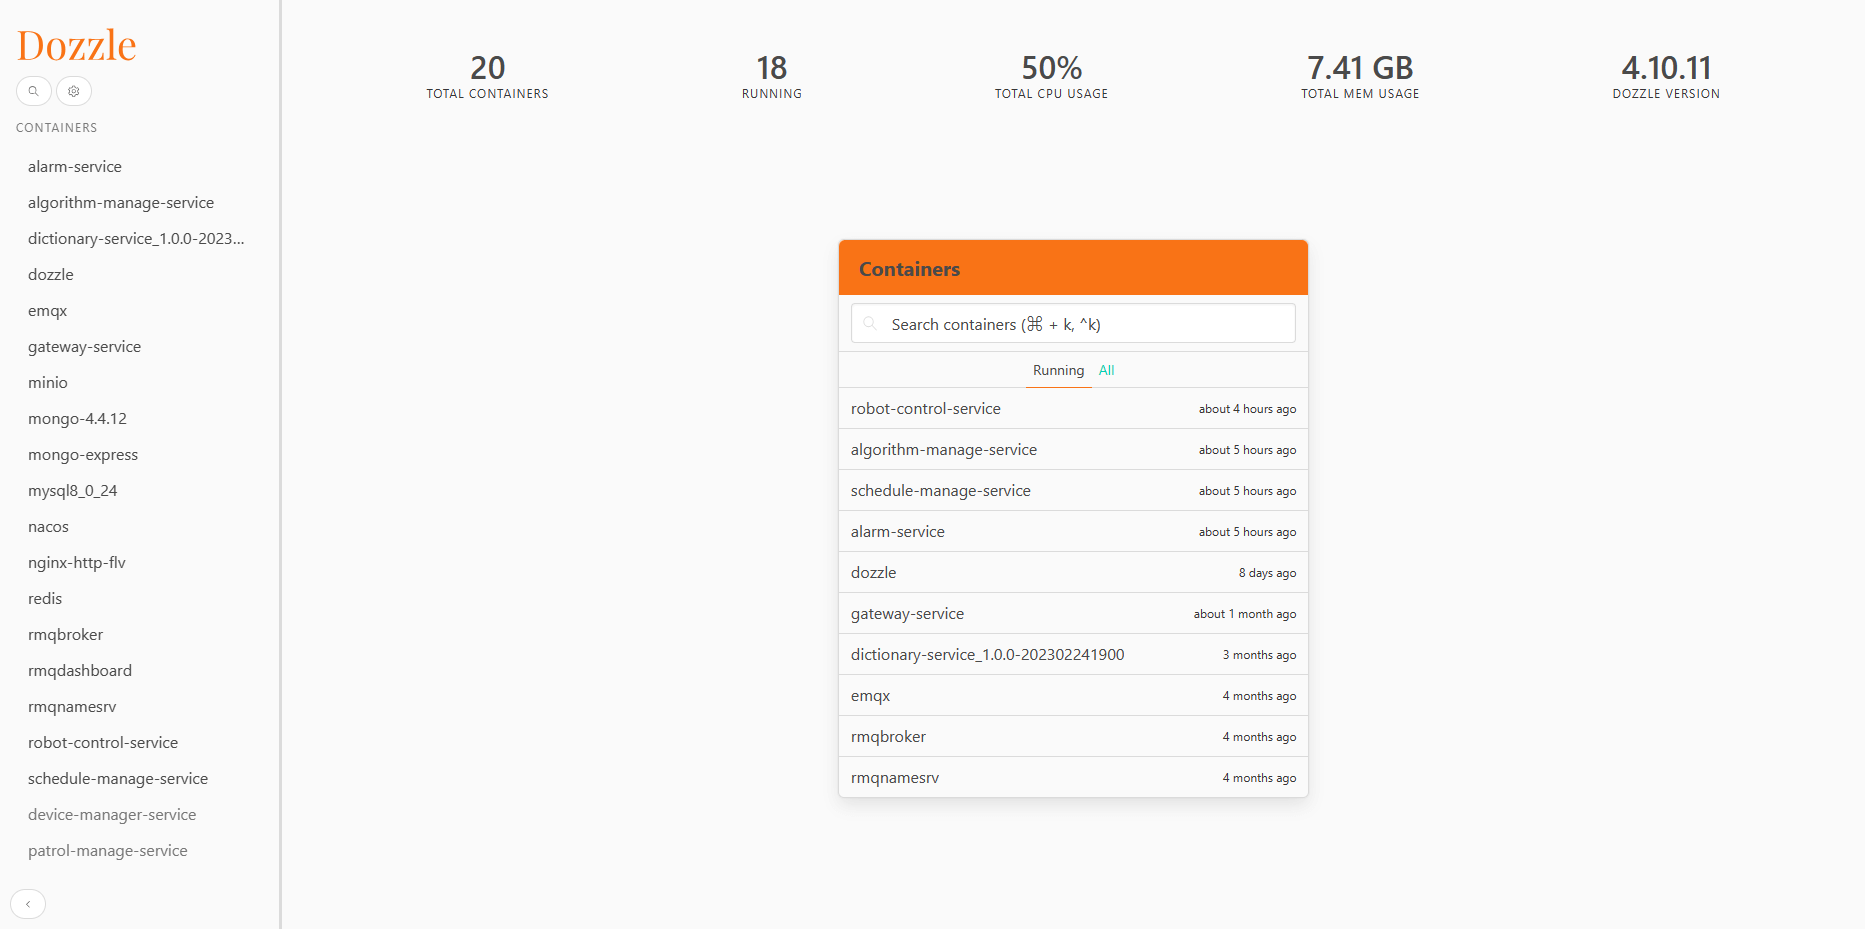 Dozzle
CONTAINERS
alarm-service
algorithm-manage-service
dictionary-service_1.0.0-2023...
dozzle
emqx
gateway-service
minio
mongo-4.4.12
mongo-express
mysql8_0_24
nacos
nginx-http-flv
redis
rmqbroker
rmqdashboard
rmqnamesrv
robot-control-service
schedule-manage-service
device-manager-service
patrol-manage-service
20 18 50% 7.41 GB 4.10.11
TOTAL CONTAINERS RUNNING TOTAL CPU USAGE TOTAL MEM USAGE DOZZLE VERSION
Containers
Search containers (⌘ + k, ^k)
Running All
robot-control-service about 4 hours ago
algorithm-manage-service about 5 hours ago
schedule-manage-service about 5 hours ago
alarm-service about 5 hours ago
dozzle 8 days ago
gateway-service about 1 month ago
dictionary-service_1.0.0-202302241900 3 months ago
emqx 4 months ago
rmqbroker 4 months ago
rmqnamesrv 4 months ago